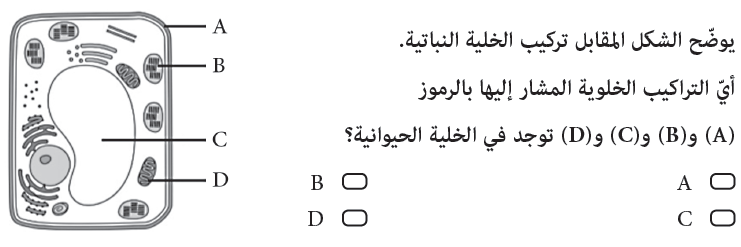 يوضّح الشكل المقابل تركيب الخلية النباتية.
أيّ التراكيب الخلوية المشار إليها بالرموز
(A) و(B) و(C) و(D) توجد في الخلية الحيوانية؟
A
B
C
D
A
B
C
D